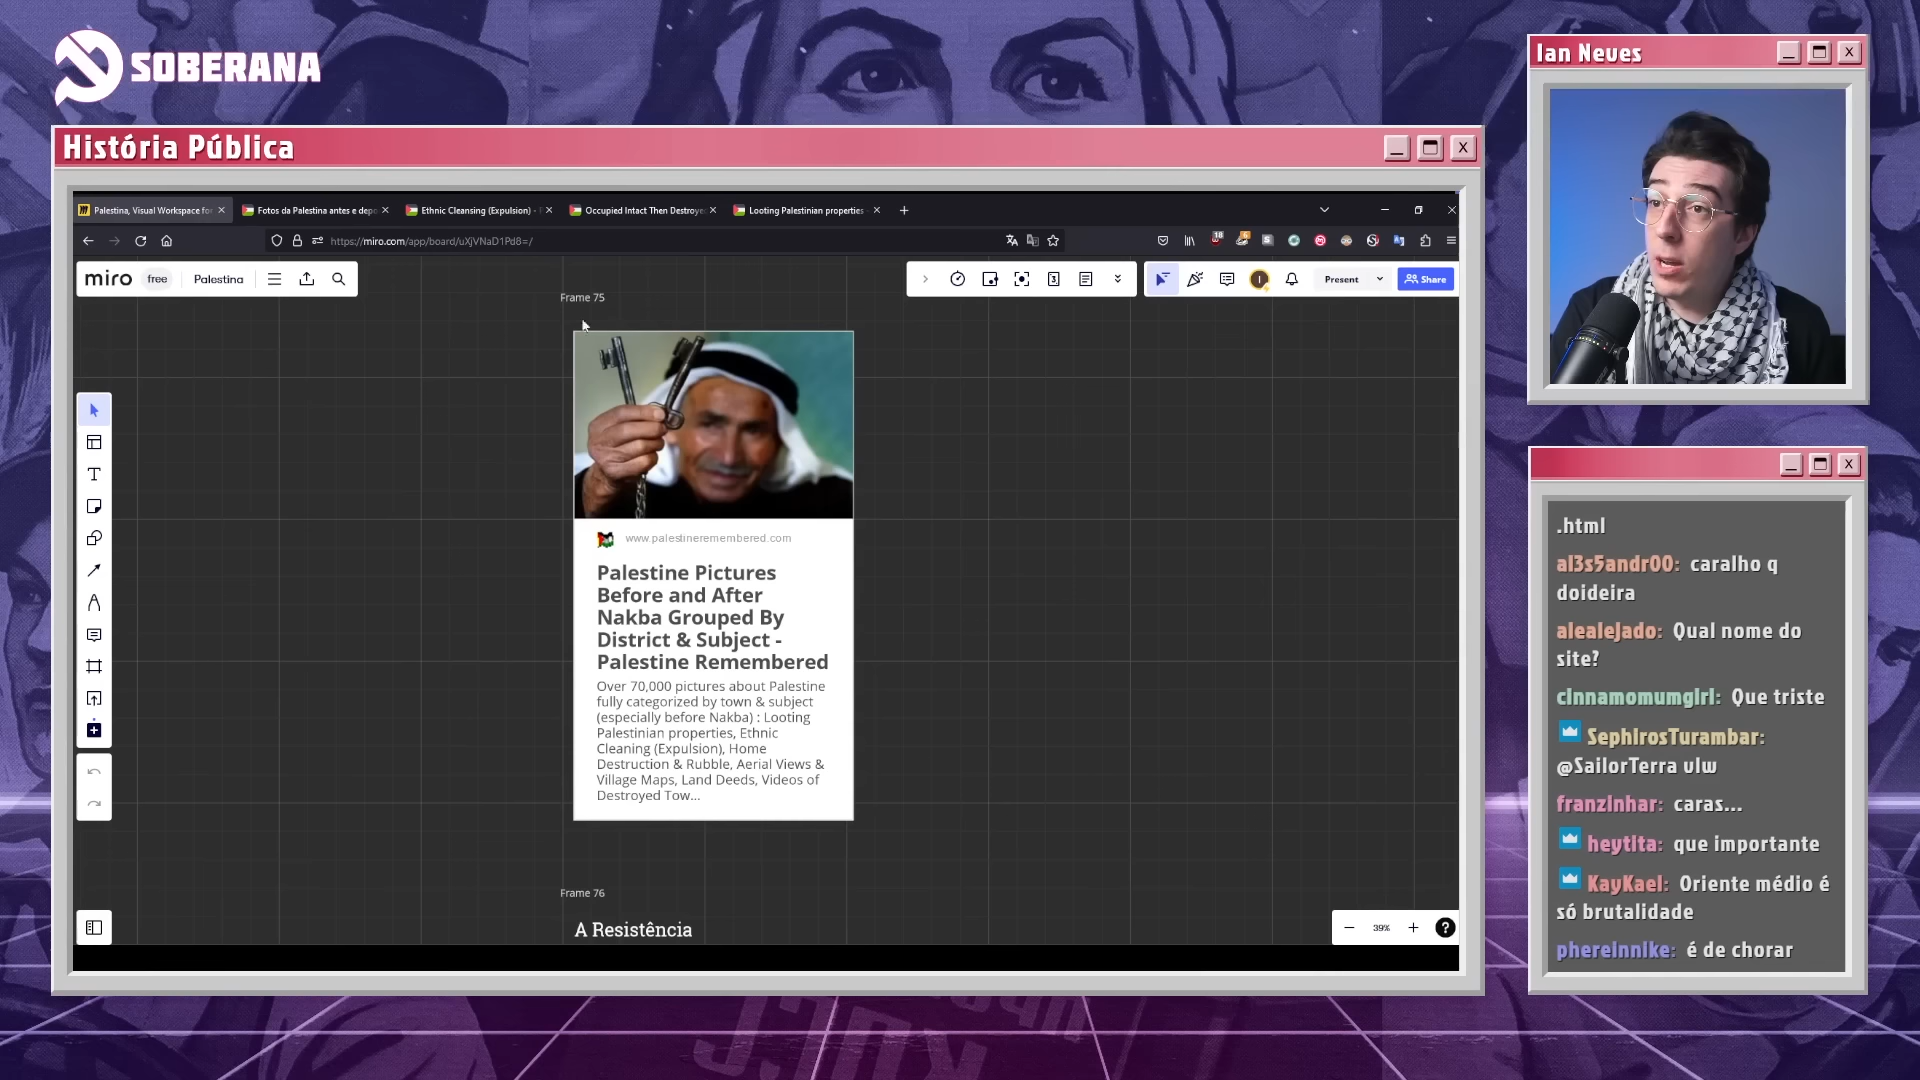 SOBERANA
História Pública
Palestina, Visual Workspace for
Fotos da Palestina antes e depo
Ethnic Cleansing (Expulsion) -
Occupied Intact Then Destroye
Looting Palestinian properties
https://miro.com/app/board/uXjVNaD1Pd8=/
18
miro
free
Palestina
Present
Share
Frame 75
www.palestineremembered.com
Palestine Pictures
Before and After
Nakba Grouped By
District & Subject -
Palestine Remembered
Over 70,000 pictures about Palestine
fully categorized by town & subject
(especially before Nakba) : Looting
Palestinian properties, Ethnic
Cleaning (Expulsion), Home
Destruction & Rubble, Aerial Views &
Village Maps, Land Deeds, Videos of
Destroyed Tow...
Frame 76
A Resistência
39%
Ian Neves
.html
al3s5andr00: caralho q
doideira
alealejado: Qual nome do
site?
cinnamomumgirl: Que triste
SephirosTurambar:
@SailorTerra vlw
franzinhar: caras...
heytita: que importante
KayKael: Oriente médio é
só brutalidade
phereinnike: é de chorar